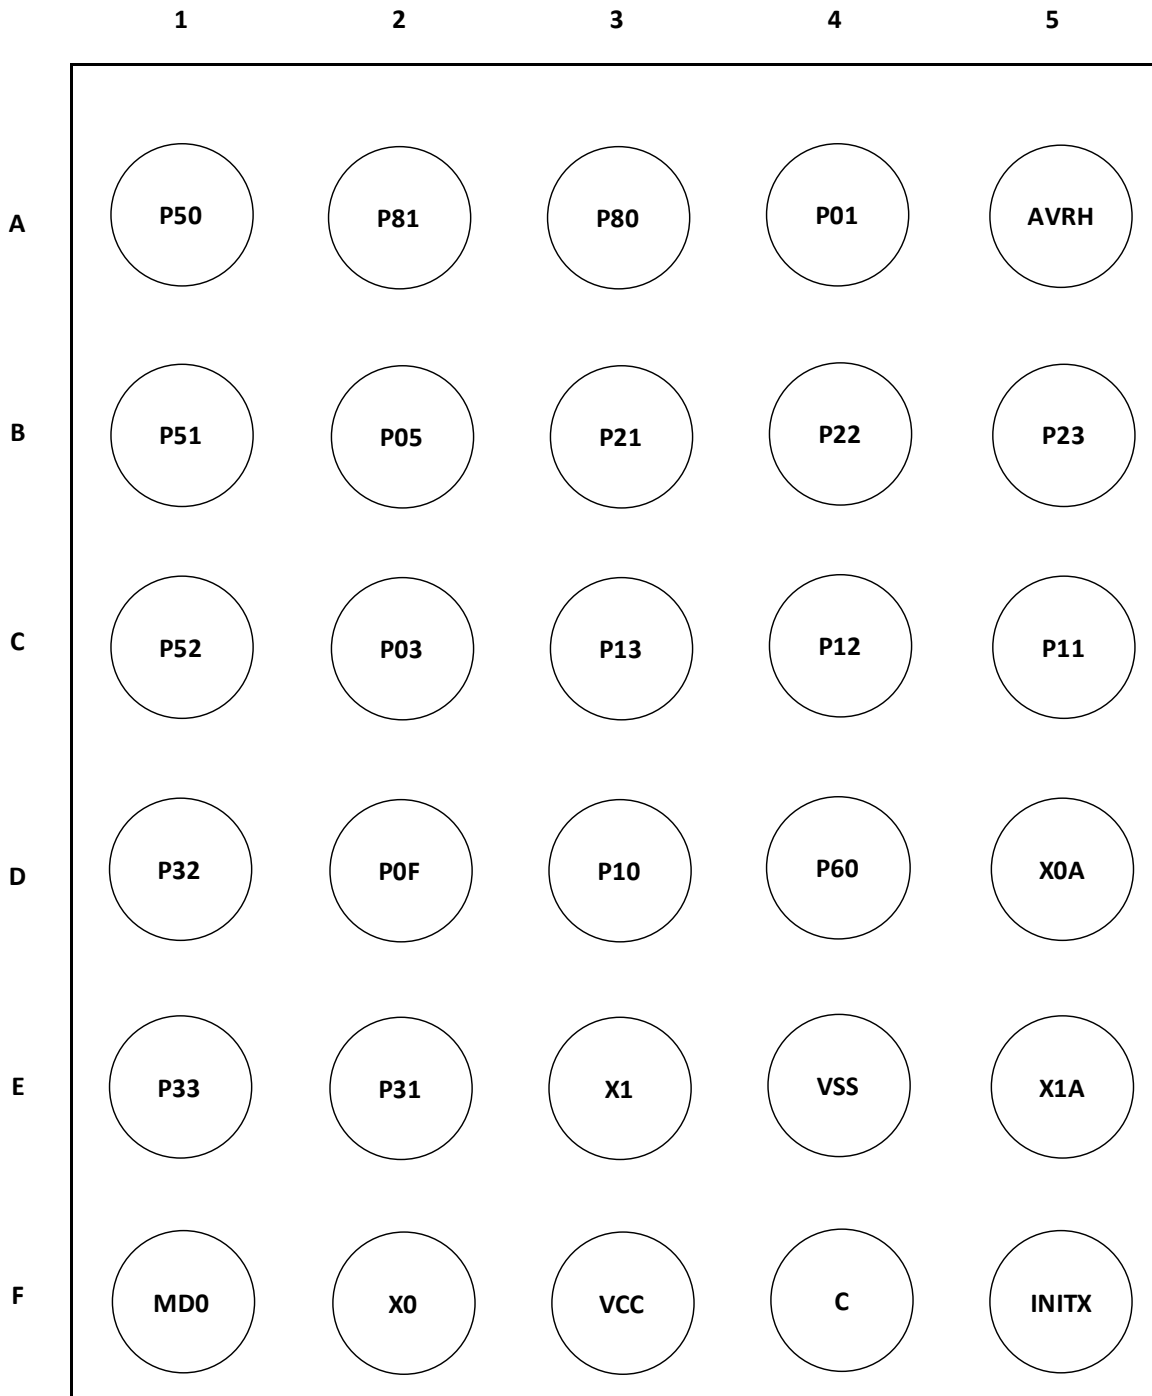 1 2 3 4 5
A P50 P81 P80 P01 AVRH
B P51 P05 P21 P22 P23
C P52 P03 P13 P12 P11
D P32 P0F P10 P60 X0A
E P33 P31 X1 VSS X1A
F MD0 X0 VCC C INITX